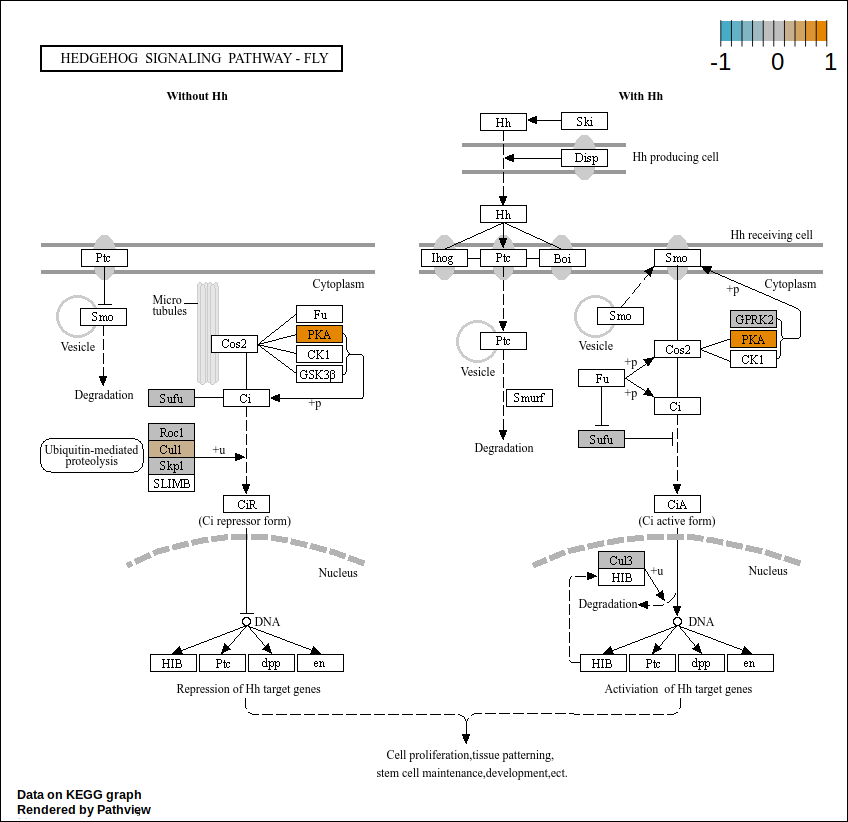 -1 0 1
HEDGEHOG SIGNALING PATHWAY - FLY
Without Hh
With Hh
Hh
Ski
Disp
Hh producing cell
Hh
Hh receiving cell
Ptc
Ihog
Ptc
Boi
Smo
Cytoplasm
Cytoplasm
Micro
tubules
Smo
Vesicle
Degradation
Fu
PKA
CK1
GSK3β
Cos2
Sufu
Ci
+p
Roc1
Cul1
Skp1
SLIMB
Ubiquitin-mediated
proteolysis
+u
CiR
(Ci repressor form)
Nucleus
DNA
HIB
Ptc
dpp
en
Repression of Hh target genes
Ptc
Vesicle
Smurf
Degradation
Smo
Vesicle
+p
GPRK2
PKA
CK1
Cos2
+p
Fu
+p
Ci
Sufu
CiA
(Ci active form)
Cul3
HIB
+u
Nucleus
Degradation
DNA
HIB
Ptc
dpp
en
Activiation of Hh target genes
Cell proliferation,tissue patterning,
stem cell maintenance,development,ect.
Data on KEGG graph
Rendered by Pathview